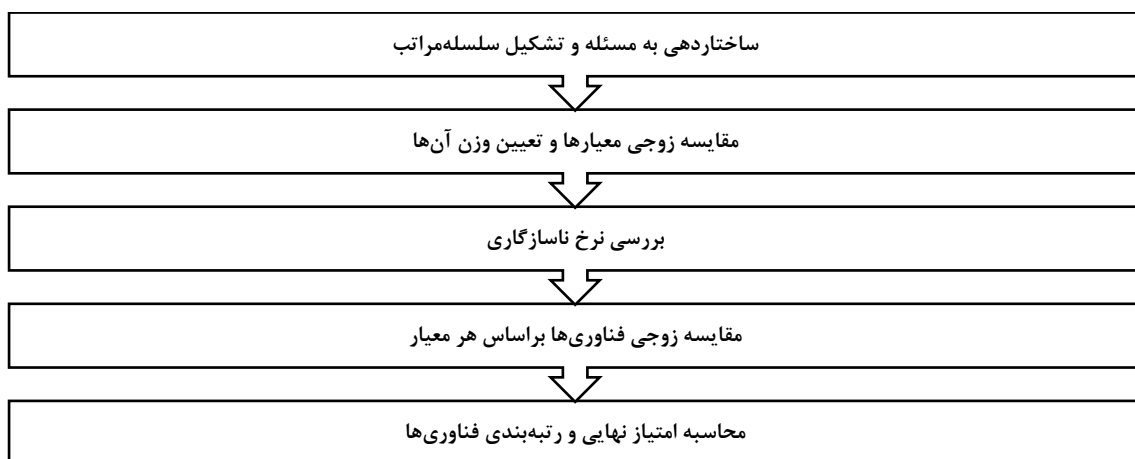 ساختاردهی به مسئله و تشکیل سلسله‌مراتب
مقایسه زوجی معیارها و تعیین وزن آن‌ها
بررسی نرخ ناسازگاری
مقایسه زوجی فناوری‌ها براساس هر معیار
محاسبه امتیاز نهایی و رتبه‌بندی فناوری‌ها